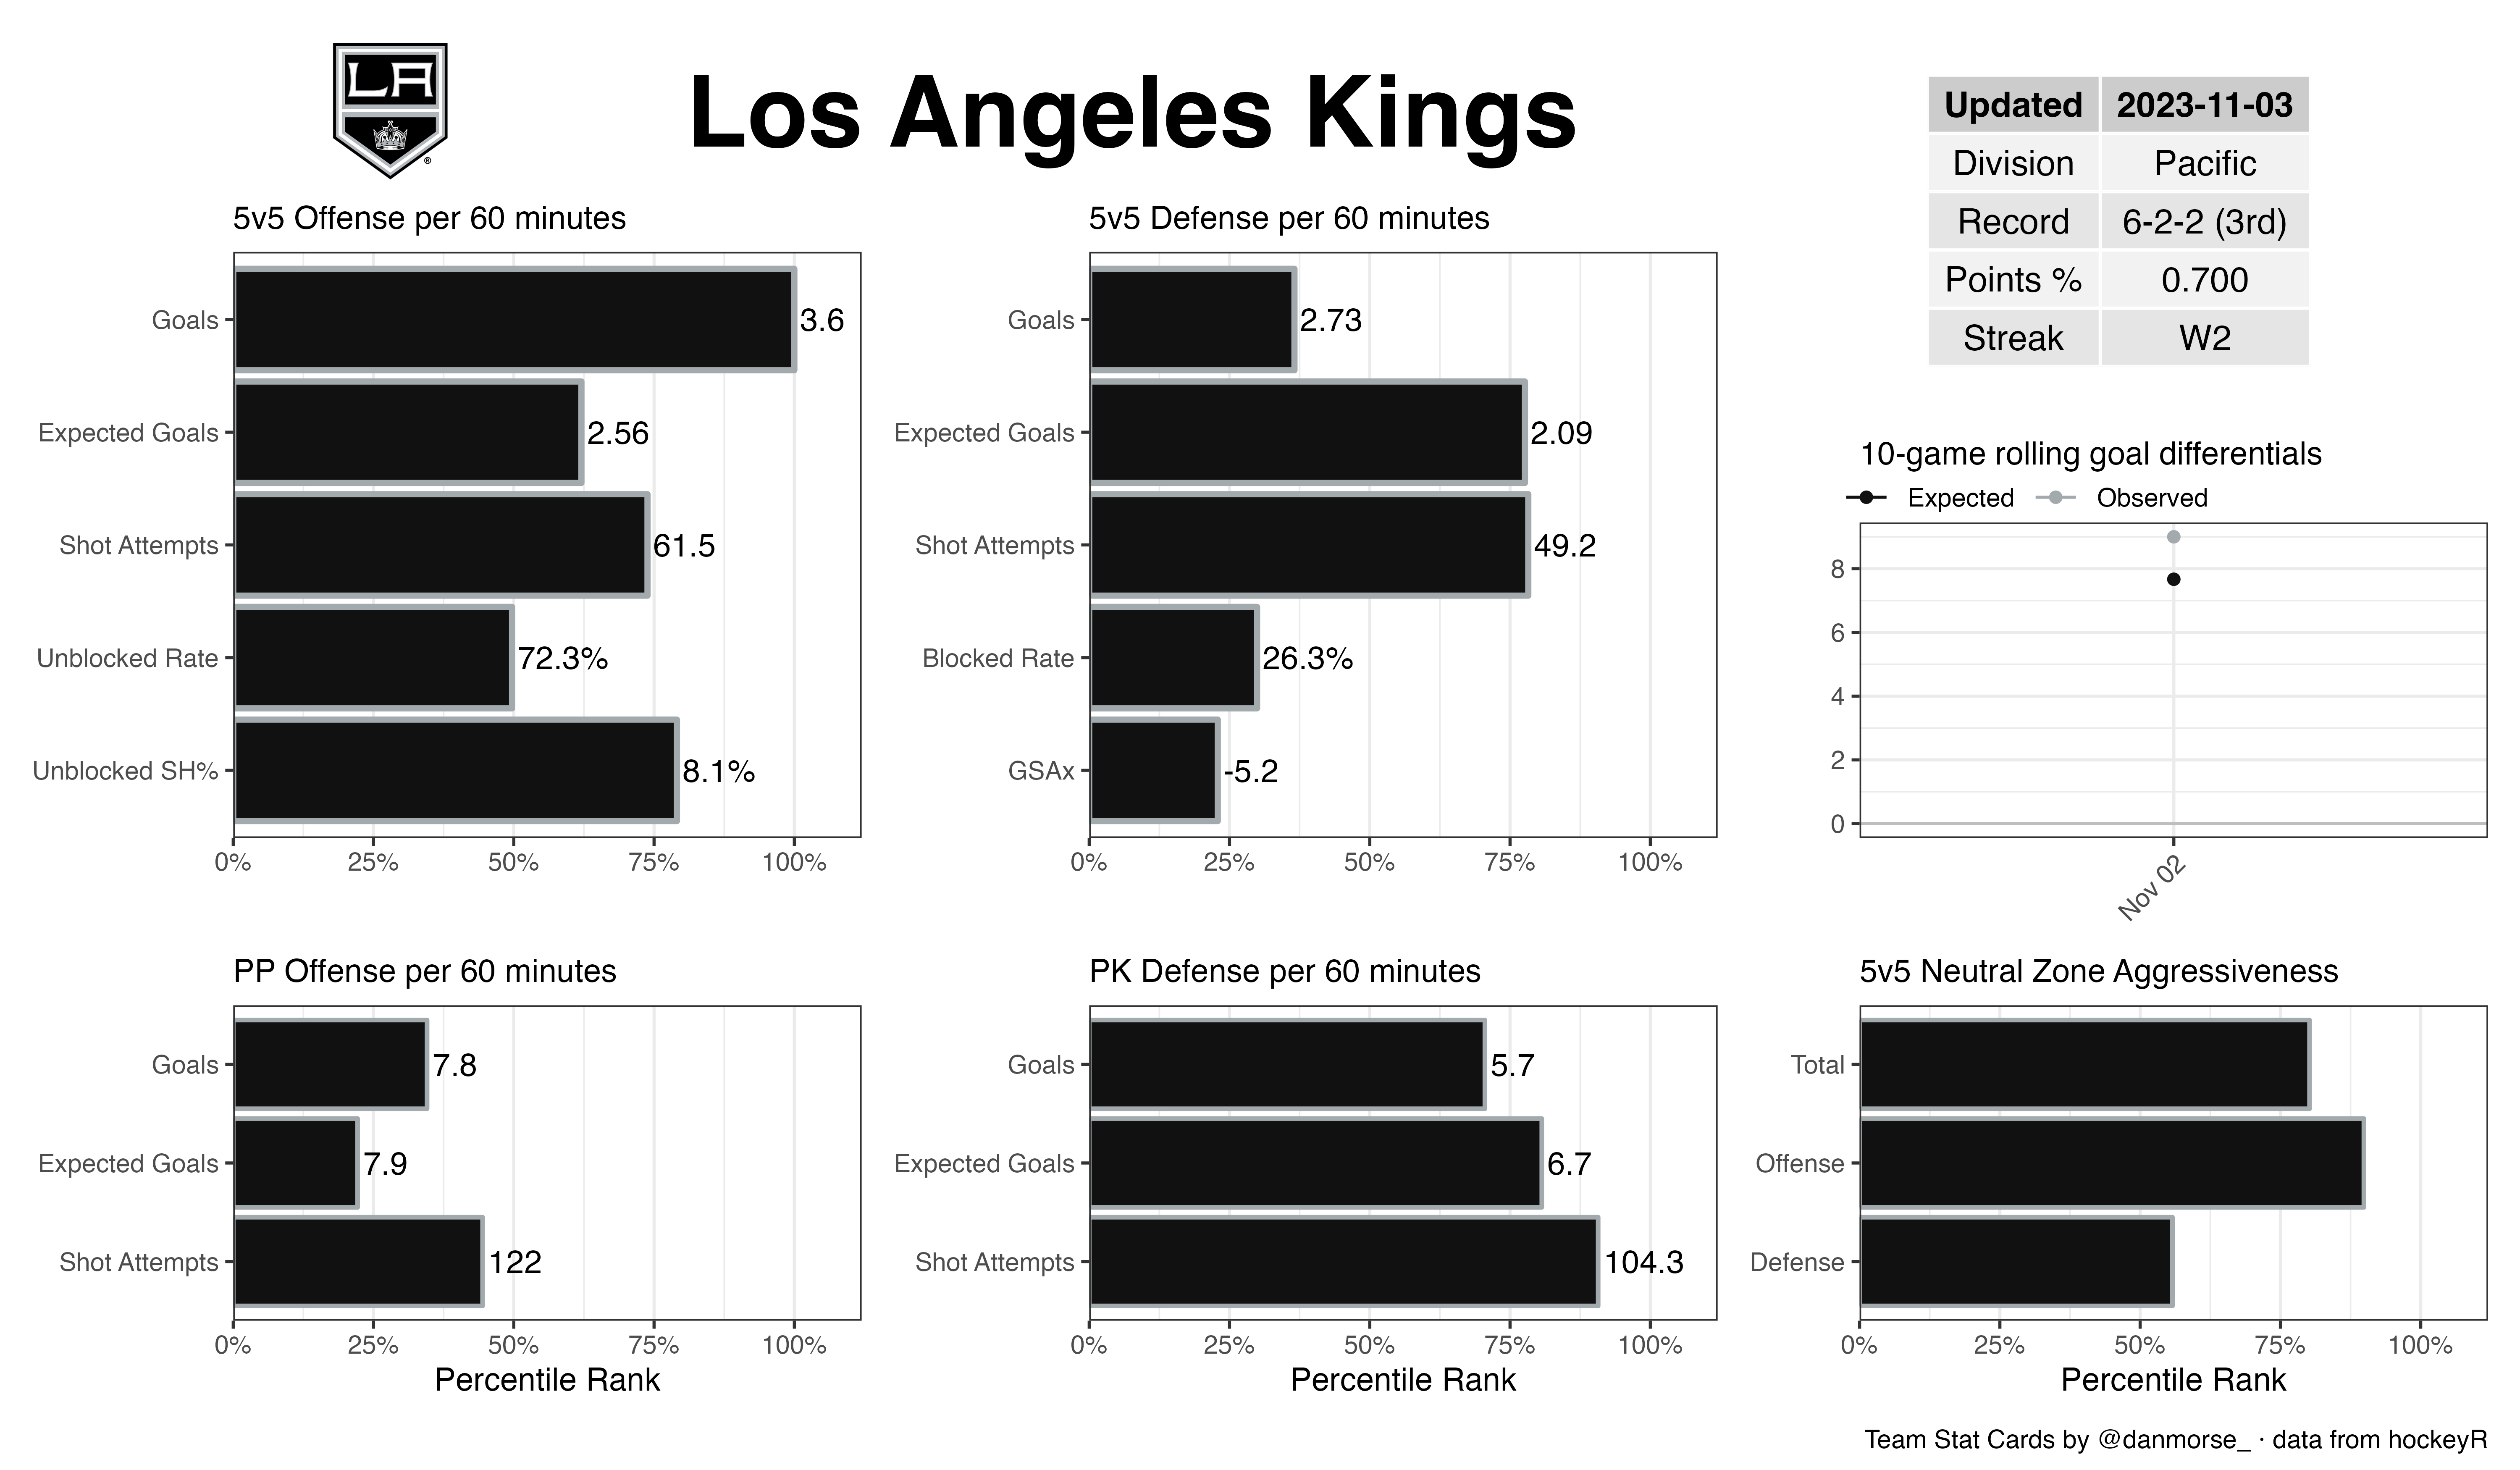 LA
®
Los Angeles Kings
Updated 2023-11-03
Division Pacific
Record 6-2-2 (3rd)
Points % 0.700
Streak W2
5v5 Offense per 60 minutes
Goals 3.6
Expected Goals 2.56
Shot Attempts 61.5
Unblocked Rate 72.3%
Unblocked SH% 8.1%
0% 25% 50% 75% 100%
5v5 Defense per 60 minutes
Goals 2.73
Expected Goals 2.09
Shot Attempts 49.2
Blocked Rate 26.3%
GSAx -5.2
0% 25% 50% 75% 100%
10-game rolling goal differentials
Expected Observed
8
6
4
2
0
Nov 02
PP Offense per 60 minutes
Goals 7.8
Expected Goals 7.9
Shot Attempts 122
0% 25% 50% 75% 100%
Percentile Rank
PK Defense per 60 minutes
Goals 5.7
Expected Goals 6.7
Shot Attempts 104.3
0% 25% 50% 75% 100%
Percentile Rank
5v5 Neutral Zone Aggressiveness
Total
Offense
Defense
0% 25% 50% 75% 100%
Percentile Rank
Team Stat Cards by @danmorse_ · data from hockeyR